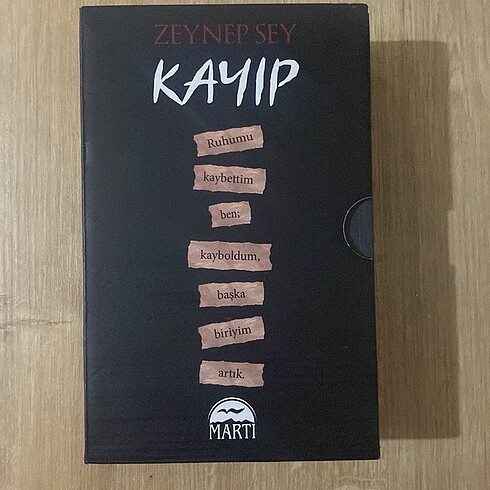 ZEYNEP SEY
KAYIP
Ruhumu
kaybettim
ben;
kayboldum,
başka
biriyim
artık.
MARTI